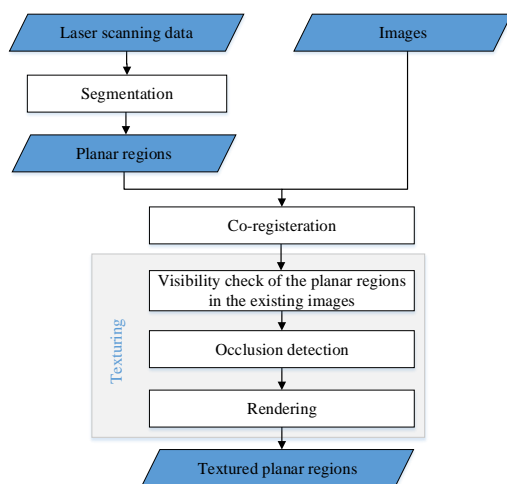 Laser scanning data
Images
Segmentation
Planar regions
Co-registeration
Texturing
Visibility check of the planar regions
in the existing images
Occlusion detection
Rendering
Textured planar regions